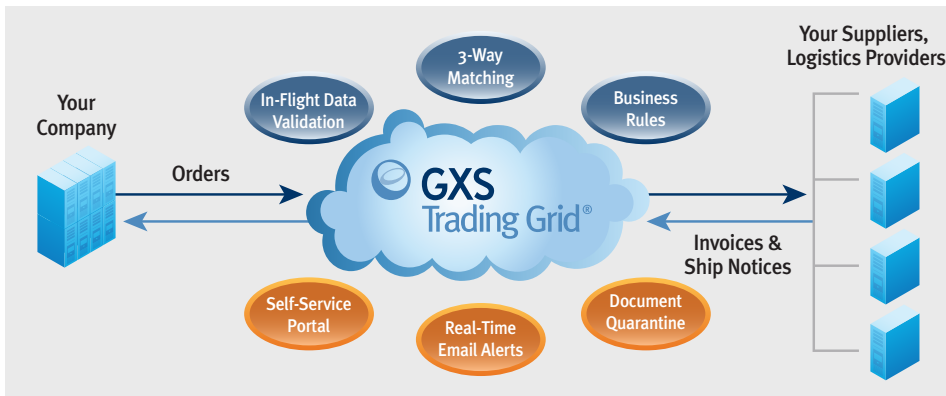 Your Suppliers,
Logistics Providers
3-Way
Matching
In-Flight Data
Validation
Business
Rules
Your
Company
Orders
GXS
Trading Grid®
Invoices &
Ship Notices
Self-Service
Portal
Real-Time
Email Alerts
Document
Quarantine